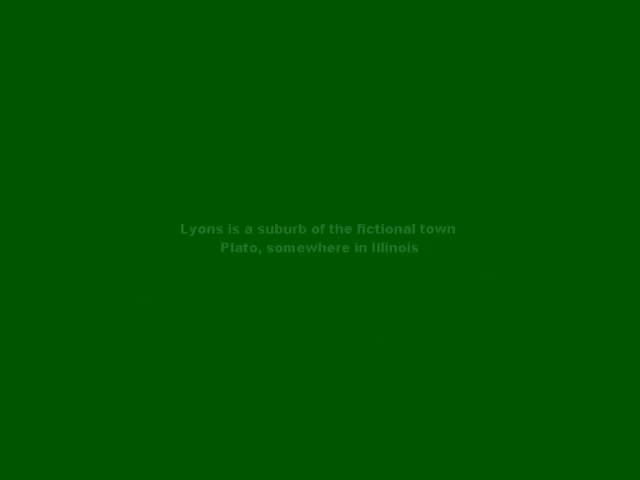 Lyons is a suburb of the fictional town
Plato, somewhere in Illinois